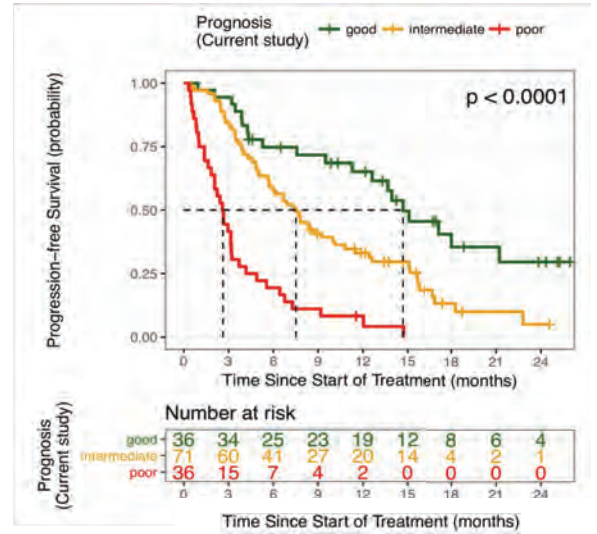 Prognosis
(Current study) good intermediate poor
p < 0.0001
Progression-free Survival (probability)
1.00
0.75
0.50
0.25
0.00
0 3 6 9 12 15 18 21 24
Time Since Start of Treatment (months)
Number at risk
Prognosis
(Current study)
good 36 34 25 23 19 12 8 6 4
intermediate 71 60 41 27 20 14 4 2 1
poor 36 15 7 4 2 0 0 0 0
0 3 6 9 12 15 18 21 24
Time Since Start of Treatment (months)